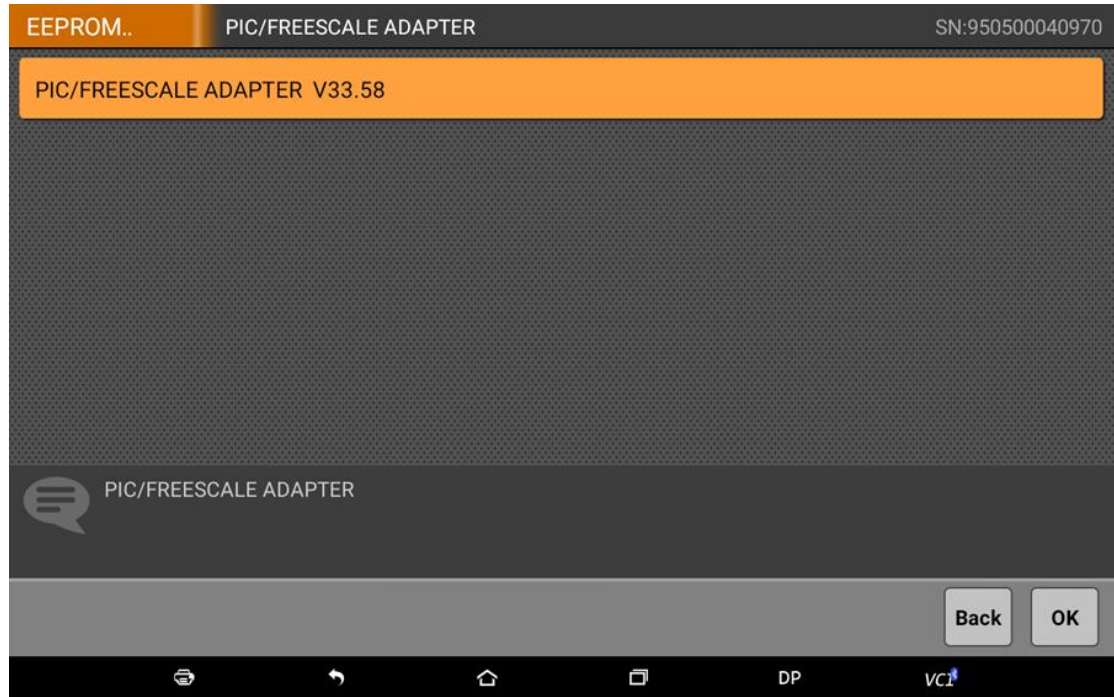 EEPROM.. PIC/FREESCALE ADAPTER SN:950500040970
PIC/FREESCALE ADAPTER V33.58
PIC/FREESCALE ADAPTER
Back OK
DP VCI